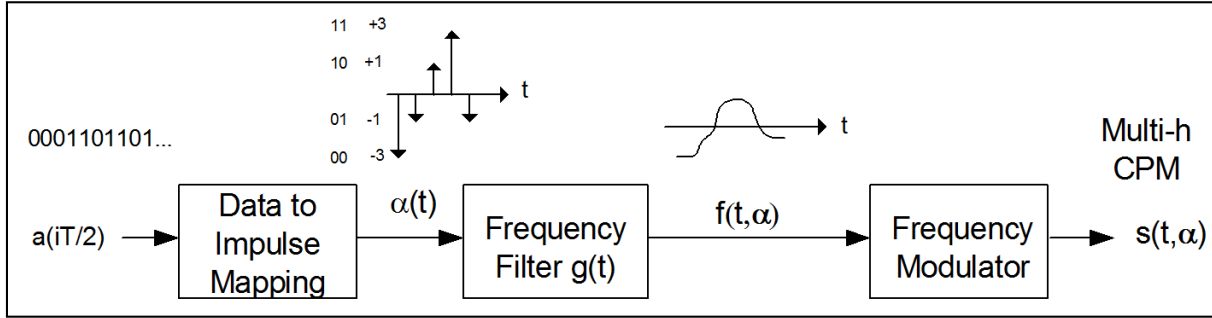 11 +3
10 +1
t
01 -1
00 -3
0001101101...
t
Multi-h
CPM
a(iT/2)
Data to
Impulse
Mapping
α(t)
Frequency
Filter g(t)
f(t,α)
Frequency
Modulator
s(t,α)